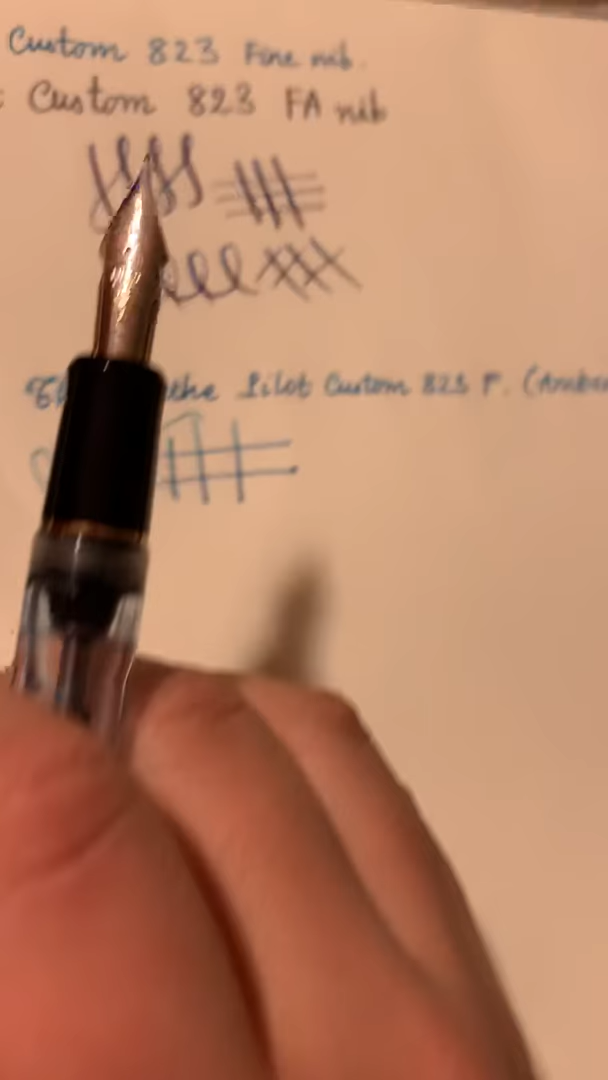 Custom 823 Fine nib.
: Custom 823 FA nib
the Pilot Custom 823 F.